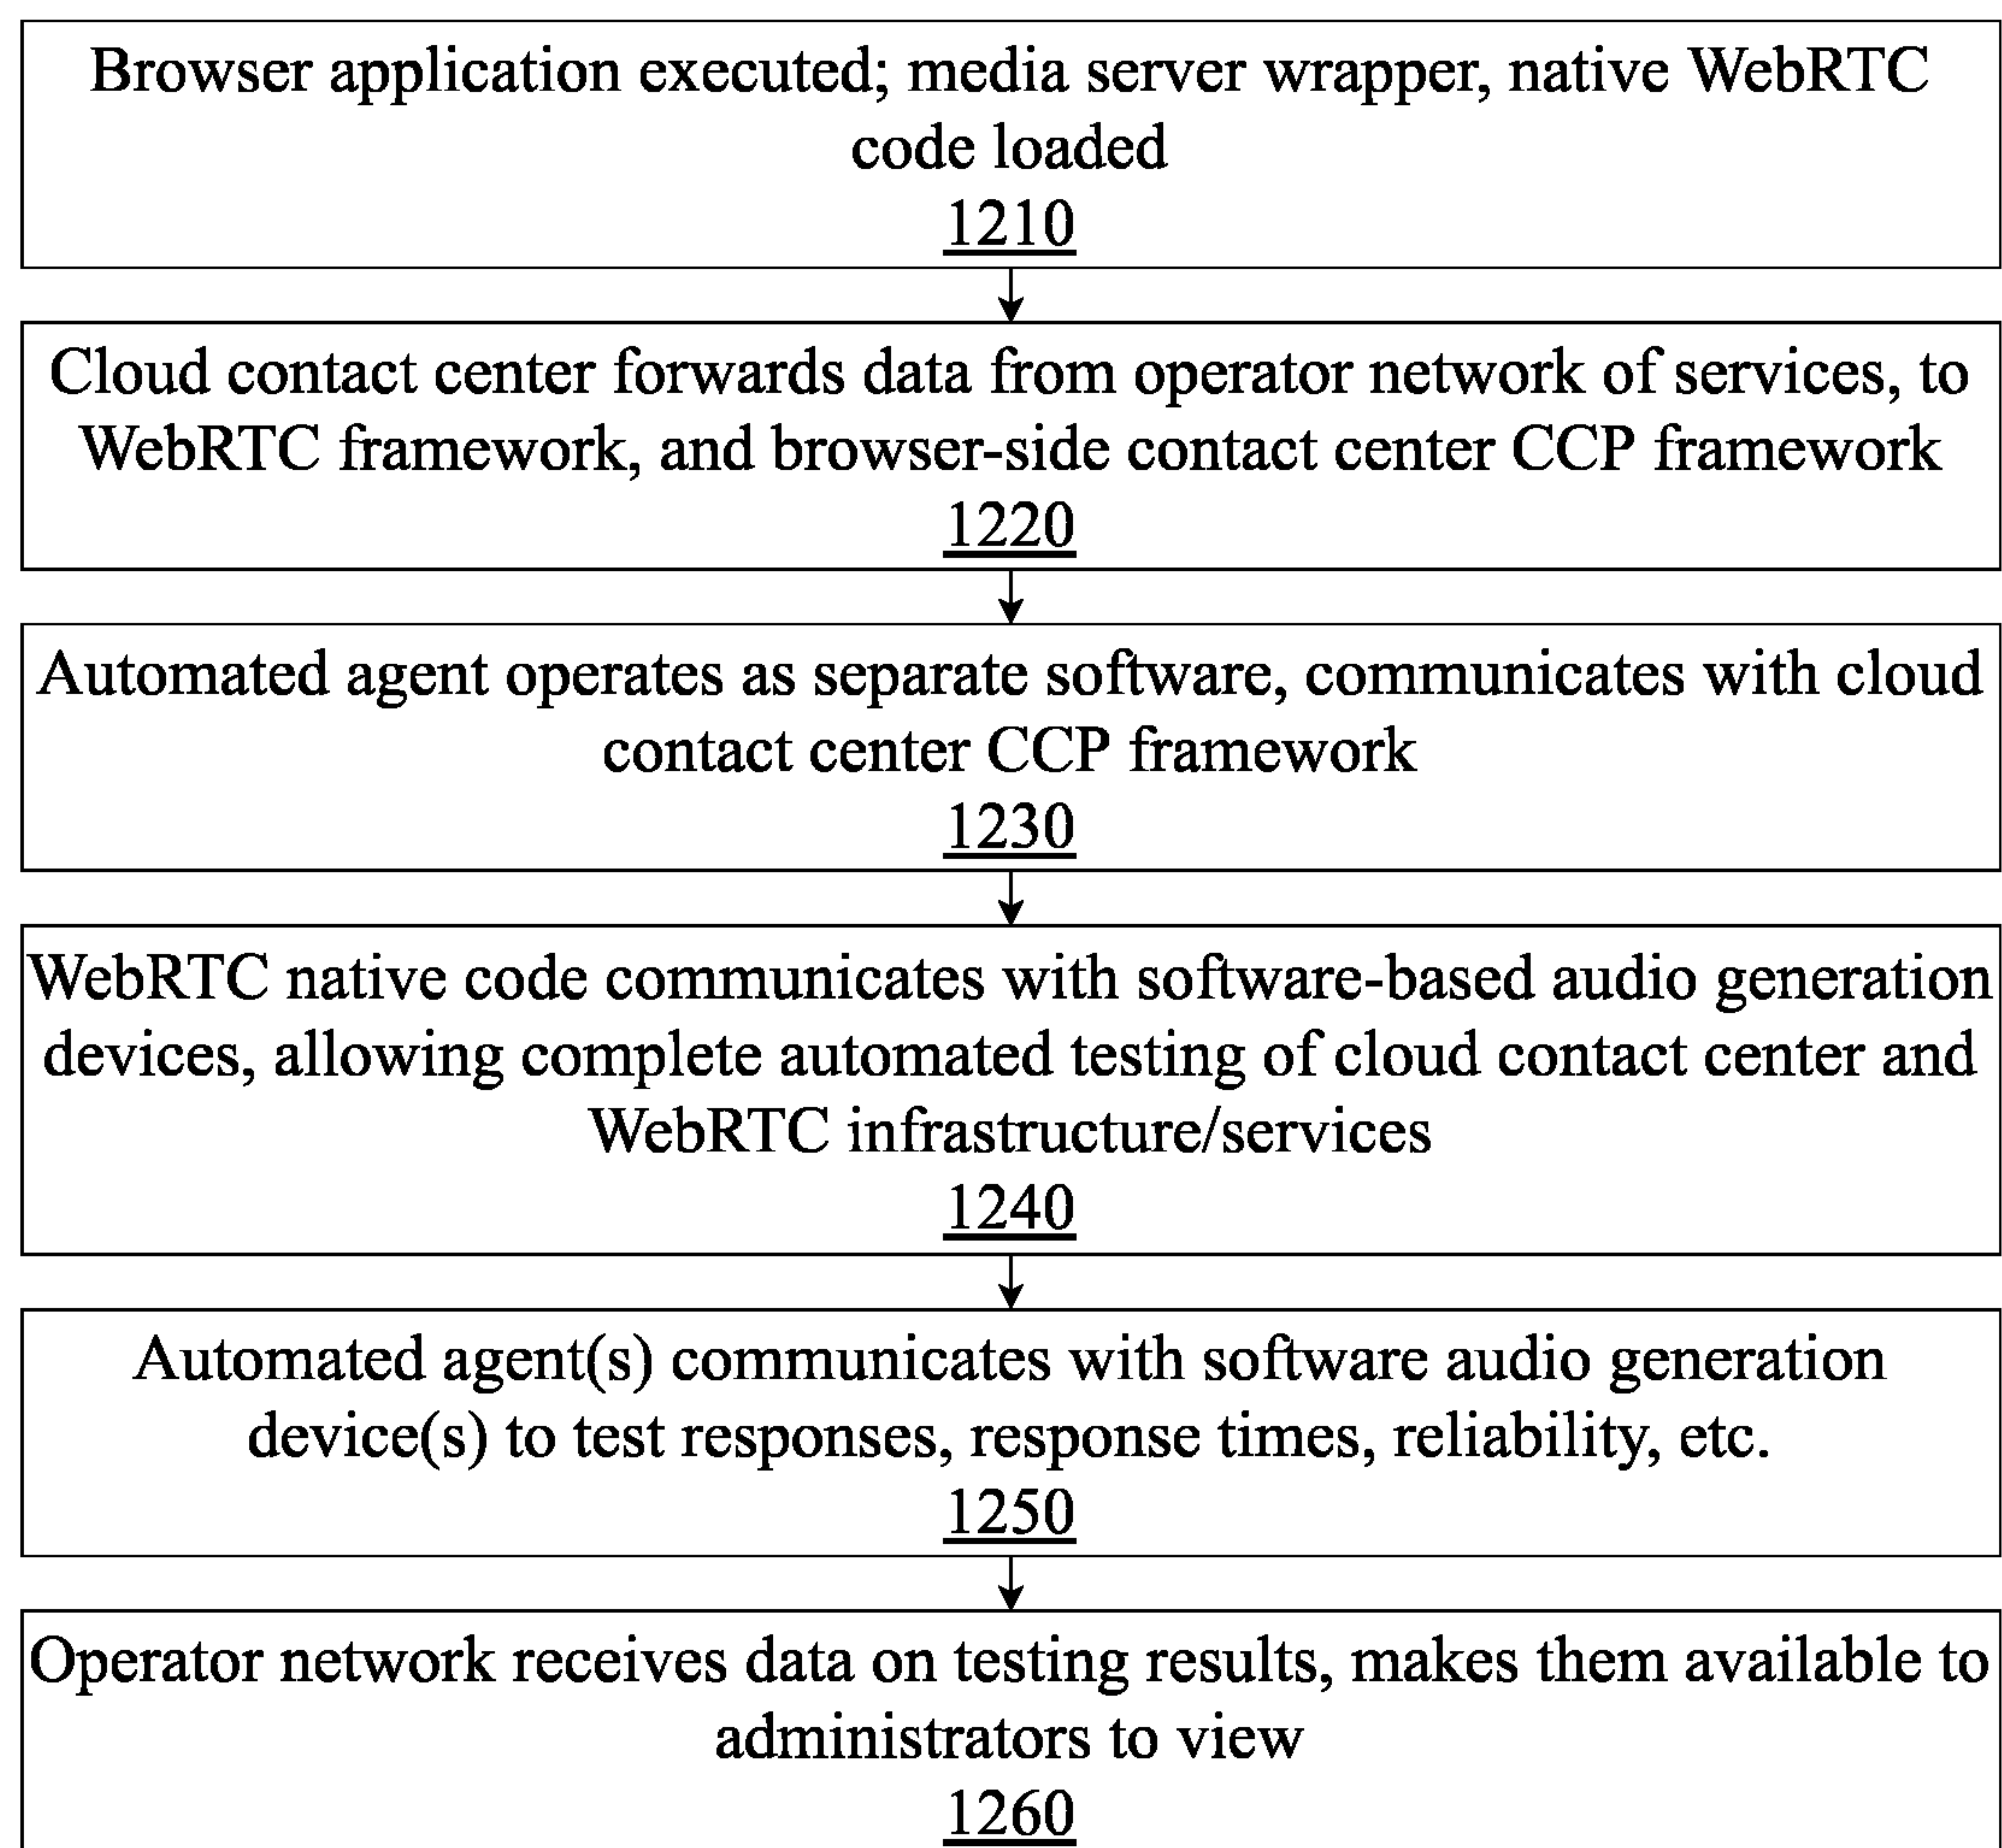 Browser application executed; media server wrapper, native WebRTC
code loaded
1210
Cloud contact center forwards data from operator network of services, to
WebRTC framework, and browser-side contact center CCP framework
1220
Automated agent operates as separate software, communicates with cloud
contact center CCP framework
1230
WebRTC native code communicates with software-based audio generation
devices, allowing complete automated testing of cloud contact center and
WebRTC infrastructure/services
1240
Automated agent(s) communicates with software audio generation
device(s) to test responses, response times, reliability, etc.
1250
Operator network receives data on testing results, makes them available to
administrators to view
1260